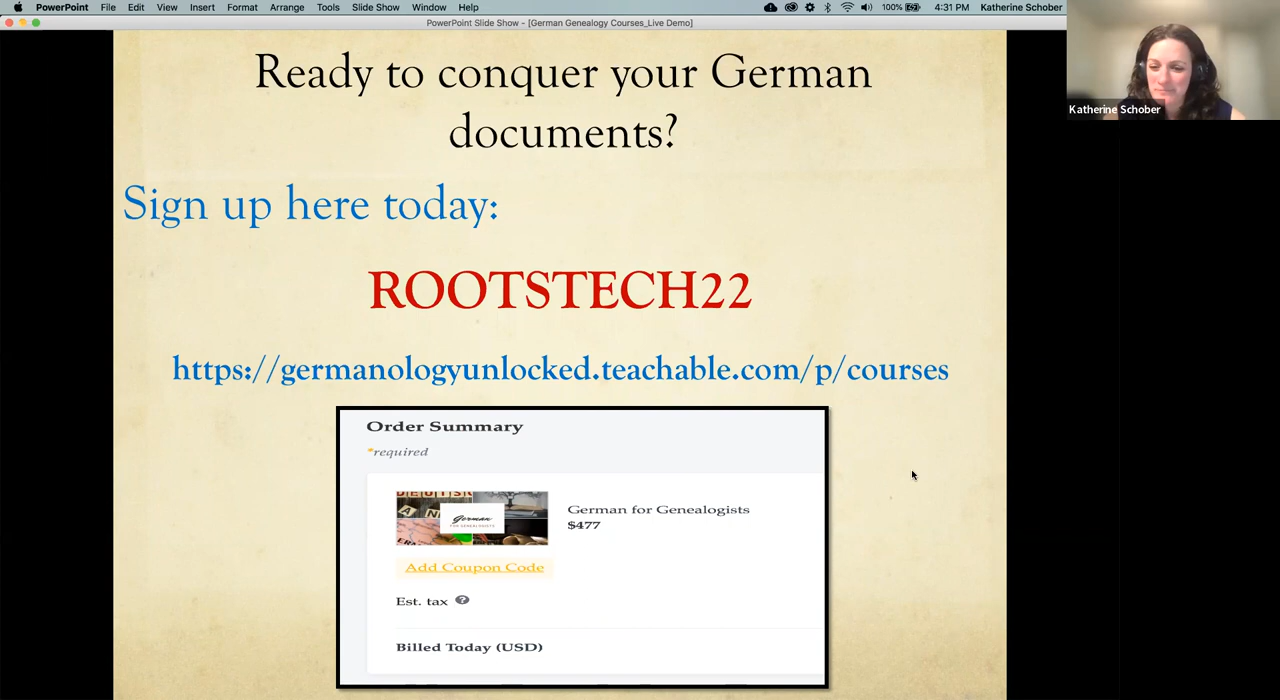 PowerPoint File Edit View Insert Format Arrange Tools Slide Show Window Help 100% 4:31 PM Katherine Schober
PowerPoint Slide Show - [German Genealogy Courses_Live Demo]
Katherine Schober
Ready to conquer your German
documents?
Sign up here today:
ROOTSTECH22
https://germanologyunlocked.teachable.com/p/courses
Order Summary
*required
German
FOR GENEALOGISTS
German for Genealogists
$477
Add Coupon Code
Est. tax ?
Billed Today (USD)